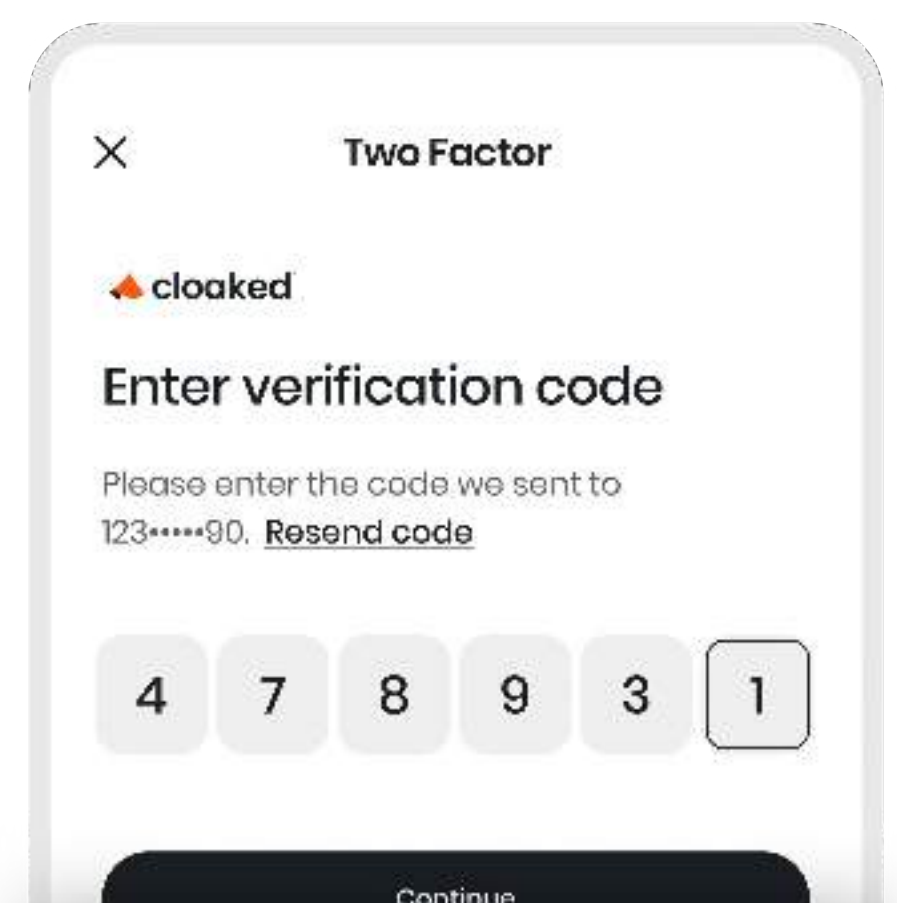 Two Factor
cloaked
Enter verification code
Please enter the code we sent to
123•••••90. Resend code
4 7 8 9 3 1
Continue